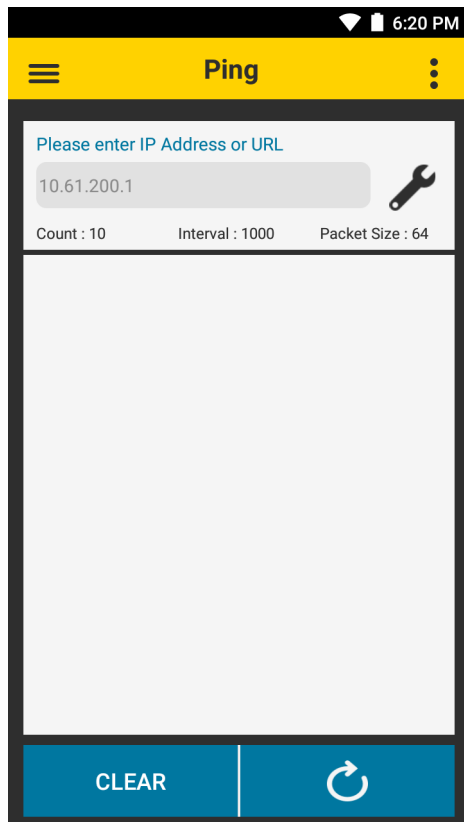 6:20 PM
Ping
Please enter IP Address or URL
10.61.200.1
Count : 10 Interval : 1000 Packet Size : 64
CLEAR